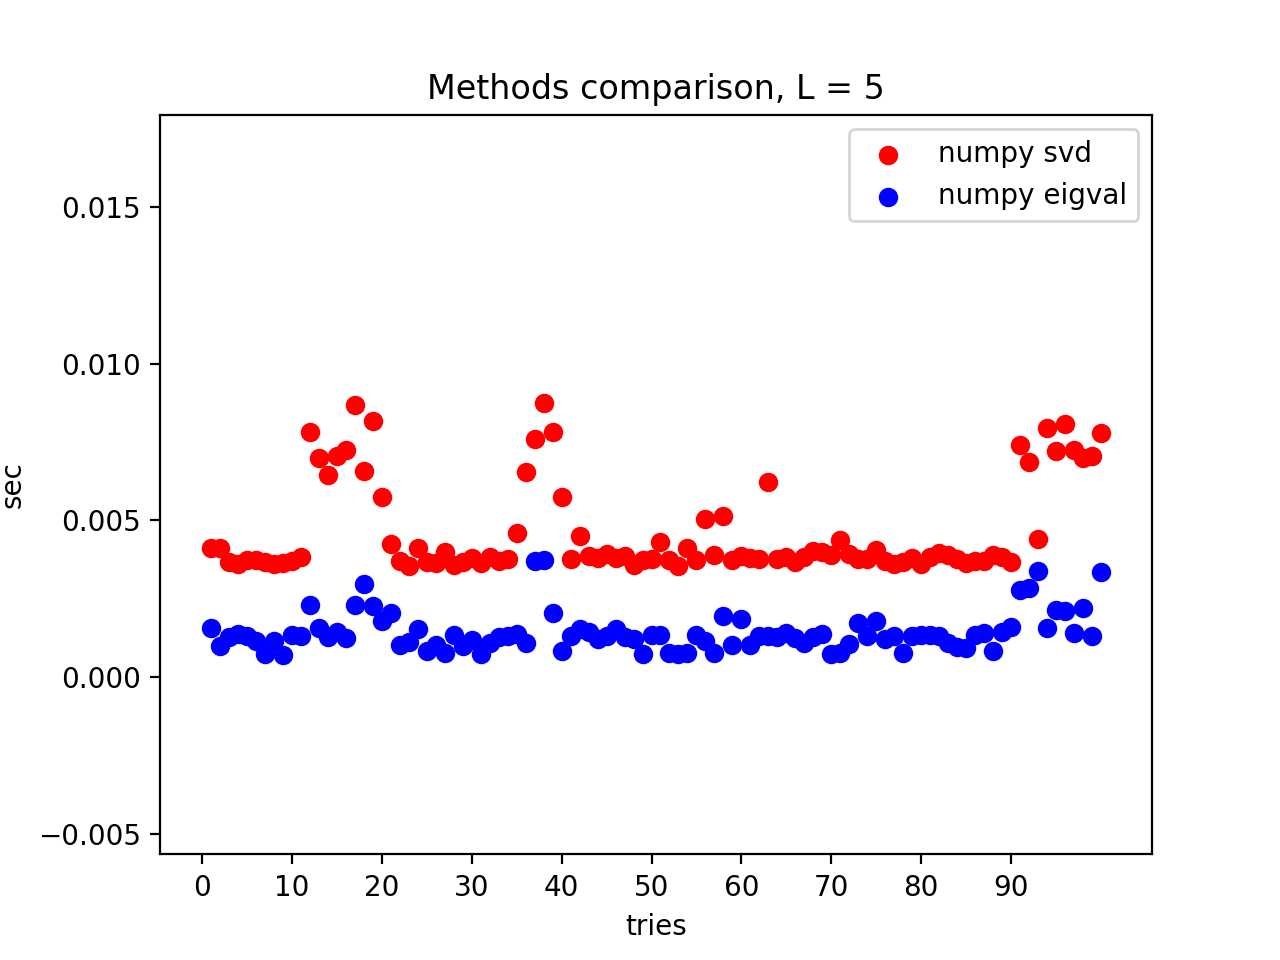 Methods comparison, L = 5
numpy svd
numpy eigval
0.015
0.010
0.005
0.000
−0.005
sec
0 10 20 30 40 50 60 70 80 90
tries